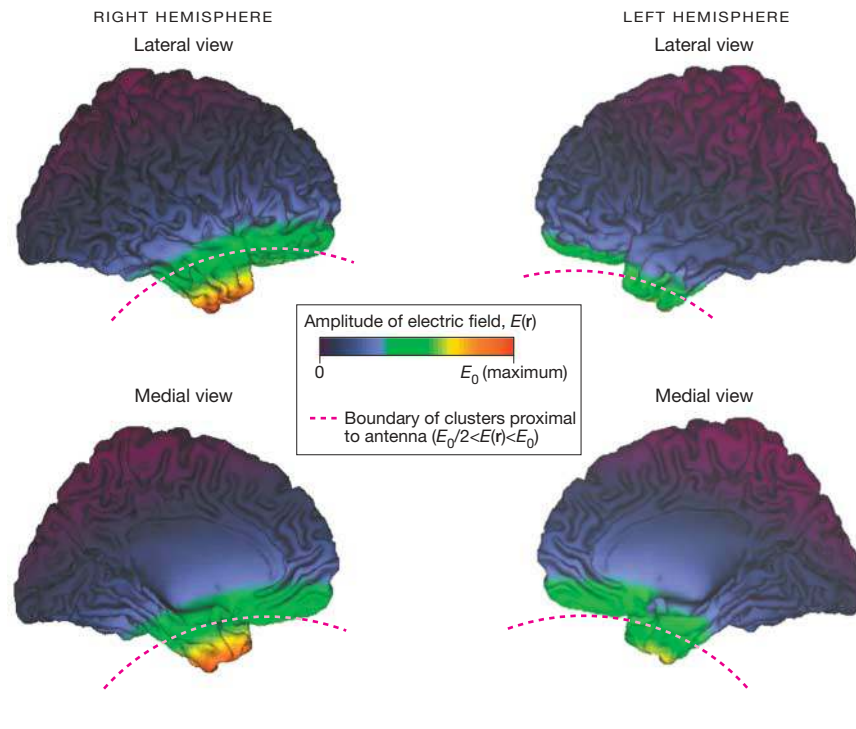 RIGHT HEMISPHERE
Lateral view
LEFT HEMISPHERE
Lateral view
Amplitude of electric field, E(r)
0
E0 (maximum)
Boundary of clusters proximal
to antenna (E0/2<E(r)<E0)
Medial view
Medial view